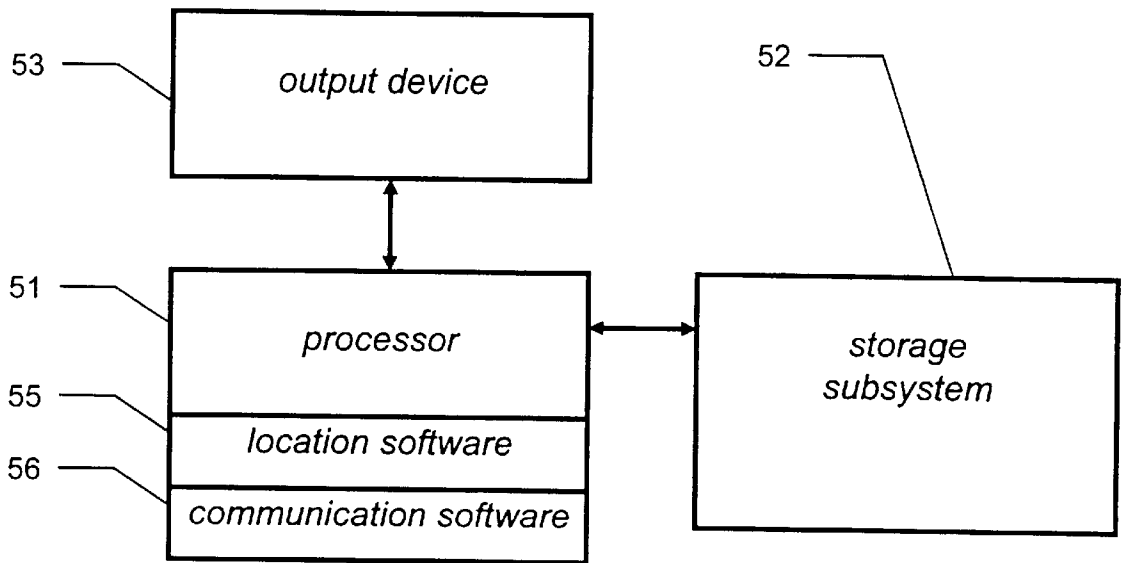 53
output device
52
51
processor
storage
subsystem
55
location software
56
communication software